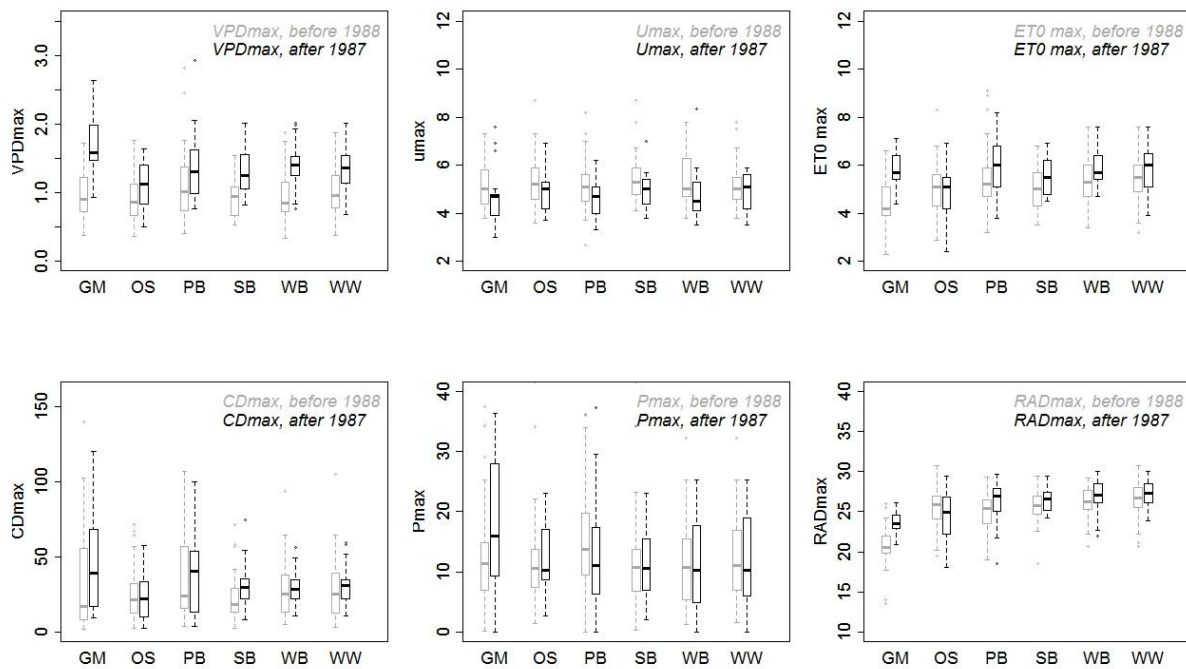 VPDmax, before 1988
VPDmax, after 1987
VPDmax
0.0 1.0 2.0 3.0
GM OS PB SB WB WW
Umax, before 1988
Umax, after 1987
umax
2 4 6 8 10 12
GM OS PB SB WB WW
ET0 max, before 1988
ET0 max, after 1987
ET0 max
2 4 6 8 10 12
GM OS PB SB WB WW
CDmax, before 1988
CDmax, after 1987
CDmax
0 50 100 150
GM OS PB SB WB WW
Pmax, before 1988
Pmax, after 1987
Pmax
0 10 20 30 40
GM OS PB SB WB WW
RADmax, before 1988
RADmax, after 1987
RADmax
10 15 20 25 30 35 40
GM OS PB SB WB WW